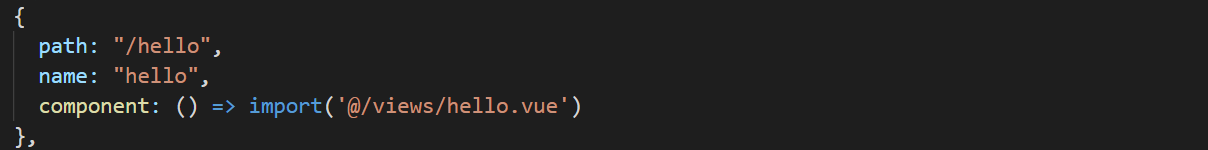 {
path: "/hello",
name: "hello",
component: () => import('@/views/hello.vue')
},